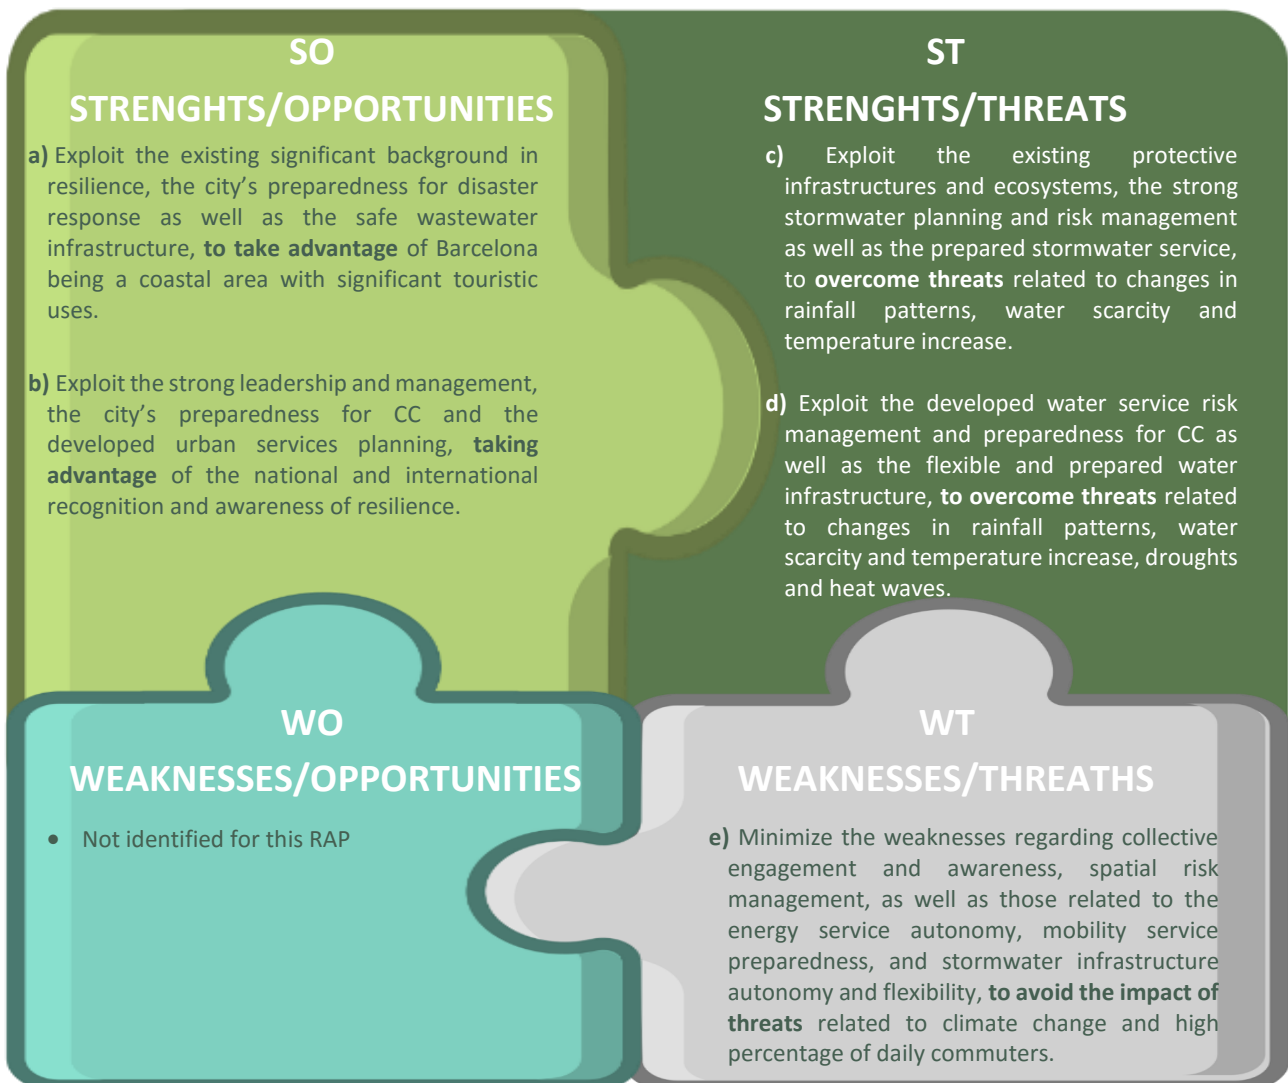 SO
STRENGHTS/OPPORTUNITIES
a) Exploit the existing significant background in
resilience, the city's preparedness for disaster
response as well as the safe wastewater
infrastructure, to take advantage of Barcelona
being a coastal area with significant touristic
uses.
b) Exploit the strong leadership and management,
the city's preparedness for CC and the
developed urban services planning, taking
advantage of the national and international
recognition and awareness of resilience.
ST
STRENGHTS/THREATS
c) Exploit the existing protective
infrastructures and ecosystems, the strong
stormwater planning and risk management
as well as the prepared stormwater service,
to overcome threats related to changes in
rainfall patterns, water scarcity and
temperature increase.
d) Exploit the developed water service risk
management and preparedness for CC as
well as the flexible and prepared water
infrastructure, to overcome threats related
to changes in rainfall patterns, water
scarcity and temperature increase, droughts
and heat waves.
WO
WEAKNESSES/OPPORTUNITIES
• Not identified for this RAP
WT
WEAKNESSES/THREATHS
e) Minimize the weaknesses regarding collective
engagement and awareness, spatial risk
management, as well as those related to the
energy service autonomy, mobility service
preparedness, and stormwater infrastructure
autonomy and flexibility, to avoid the impact of
threats related to climate change and high
percentage of daily commuters.